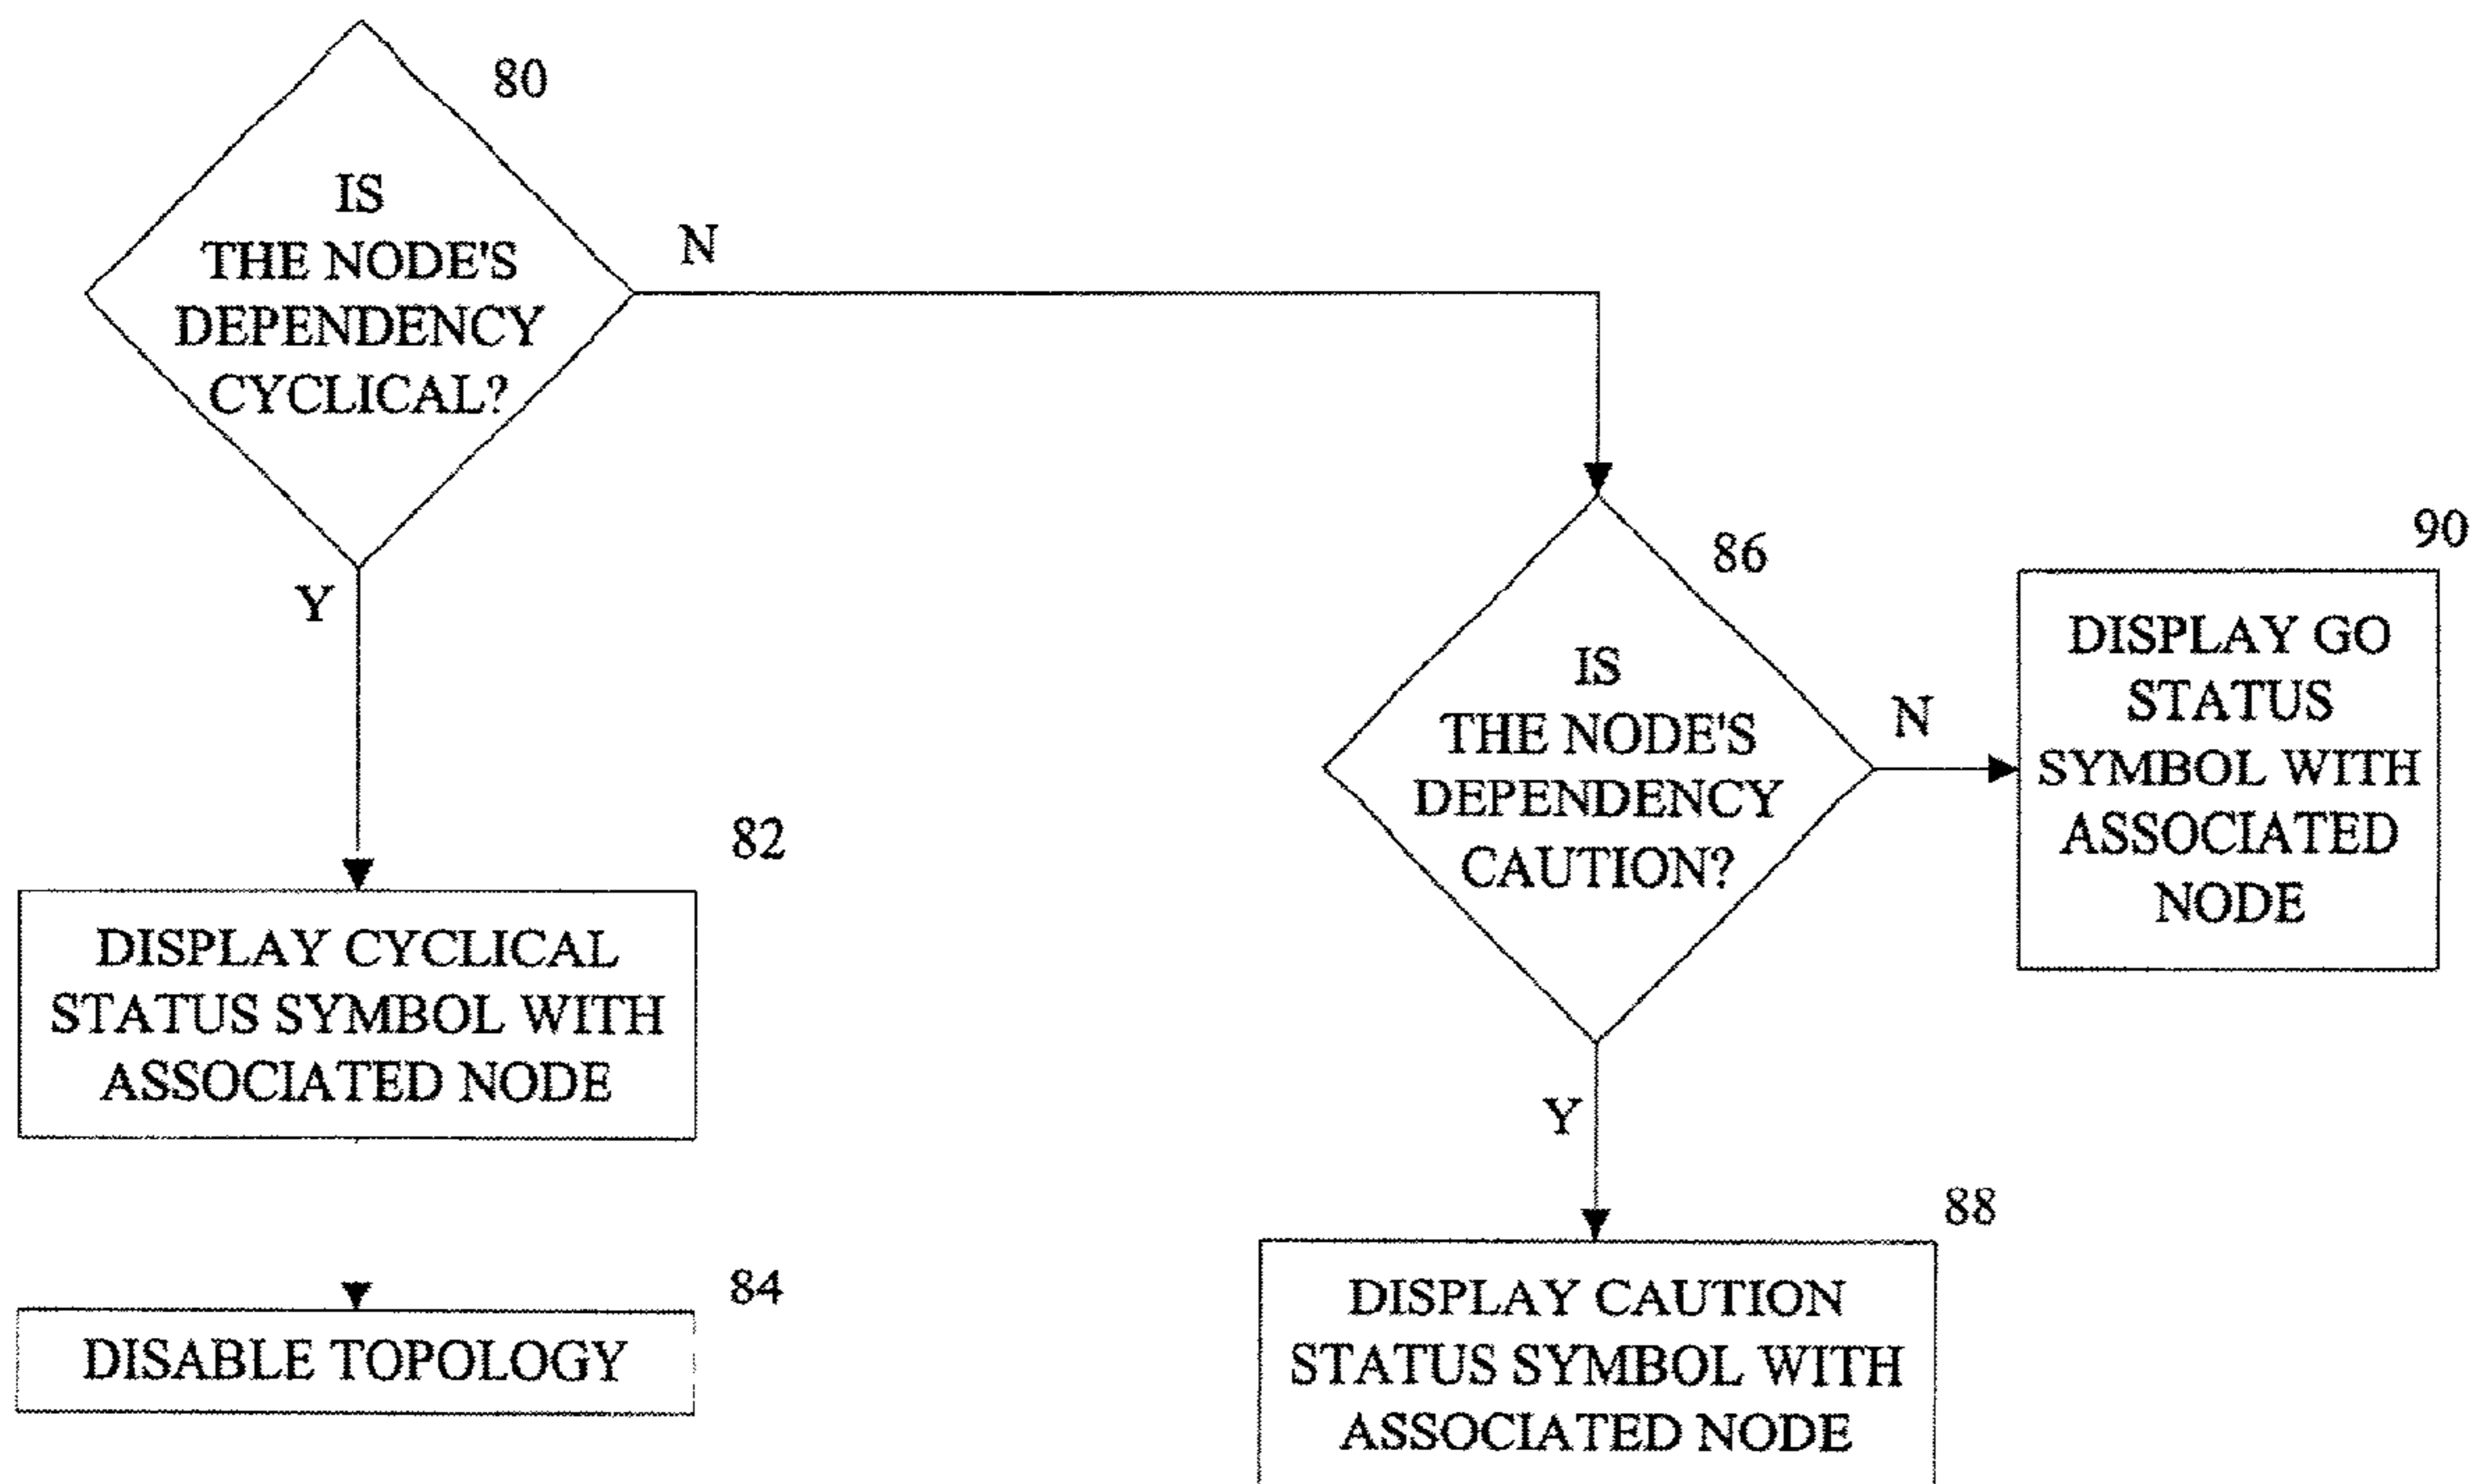 80
IS
THE NODE'S
DEPENDENCY
CYCLICAL?
N
Y
82
DISPLAY CYCLICAL
STATUS SYMBOL WITH
ASSOCIATED NODE
84
DISABLE TOPOLOGY
86
IS
THE NODE'S
DEPENDENCY
CAUTION?
N
Y
90
DISPLAY GO
STATUS
SYMBOL WITH
ASSOCIATED
NODE
88
DISPLAY CAUTION
STATUS SYMBOL WITH
ASSOCIATED NODE